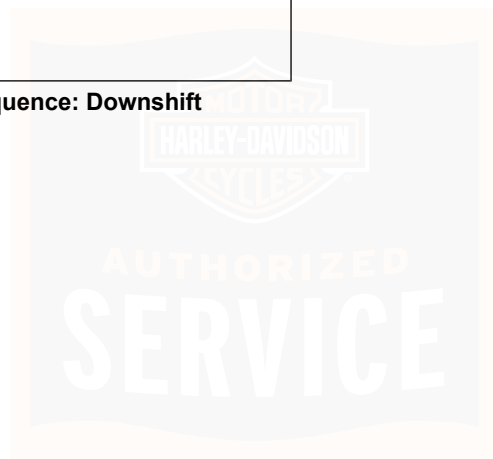 quence: Downshift
MOTOR
HARLEY-DAVIDSON
CYCLES
AUTHORIZED
SERVICE